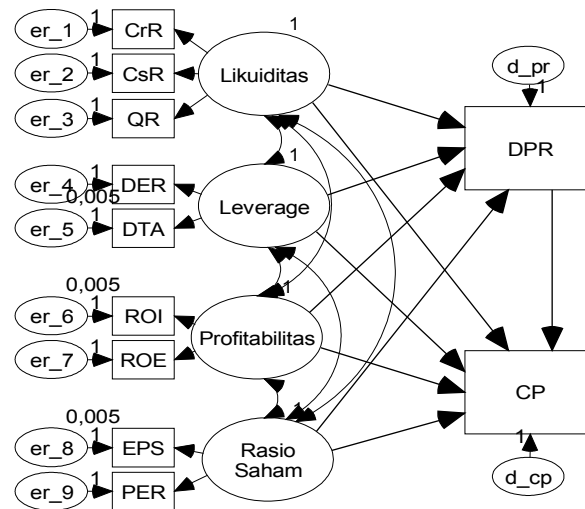 1
er_1 1 CrR
er_2 1 CsR
er_3 1 QR
Likuiditas
d_pr
1
DPR
1
er_4 1 DER
0,005
er_5 1 DTA
Leverage
0,005
1
er_6 1 ROI
er_7 1 ROE
Profitabilitas
CP
0,005
1
er_8 1 EPS
er_9 1 PER
Rasio
Saham
1
d_cp